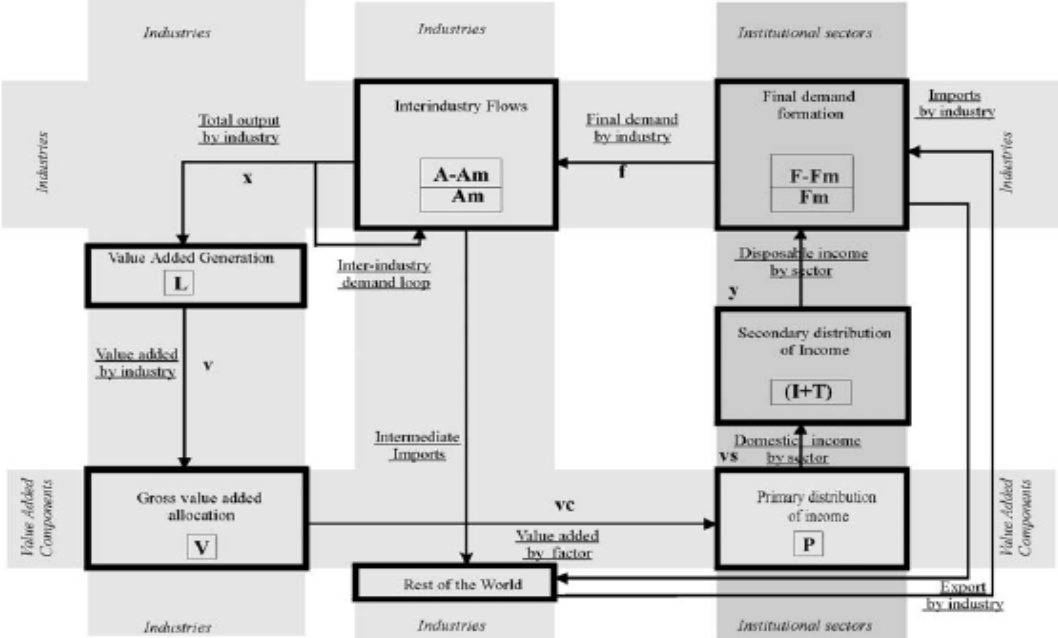 Industries
Industries
Institutional sectors
Industries
Total output
by industry
x
Interindustry Flows
A-Am
Am
Final demand
by industry
f
Final demand
formation
F-Fm
Fm
Imports
by industry
Industries
Value Added Generation
L
Inter-industry
demand loop
Disposable income
by sector
y
Value added
by industry
v
Secondary distribution
of Income
(I+T)
Intermediate
Imports
Domestic income
by sector
vs
Value Added
Components
Gross value added
allocation
V
vc
Value added
by factor
Primary distribution
of income
P
Value Added
Components
Rest of the World
Export
by industry
Industries
Industries
Institutional sectors